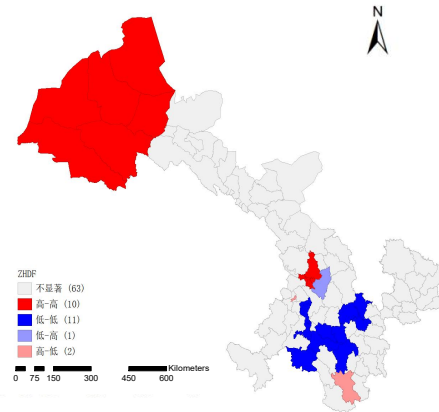 N
ZHDF
不显著 (63)
高-高 (10)
低-低 (11)
低-高 (1)
高-低 (2)
Kilometers
0 75 150 300 450 600